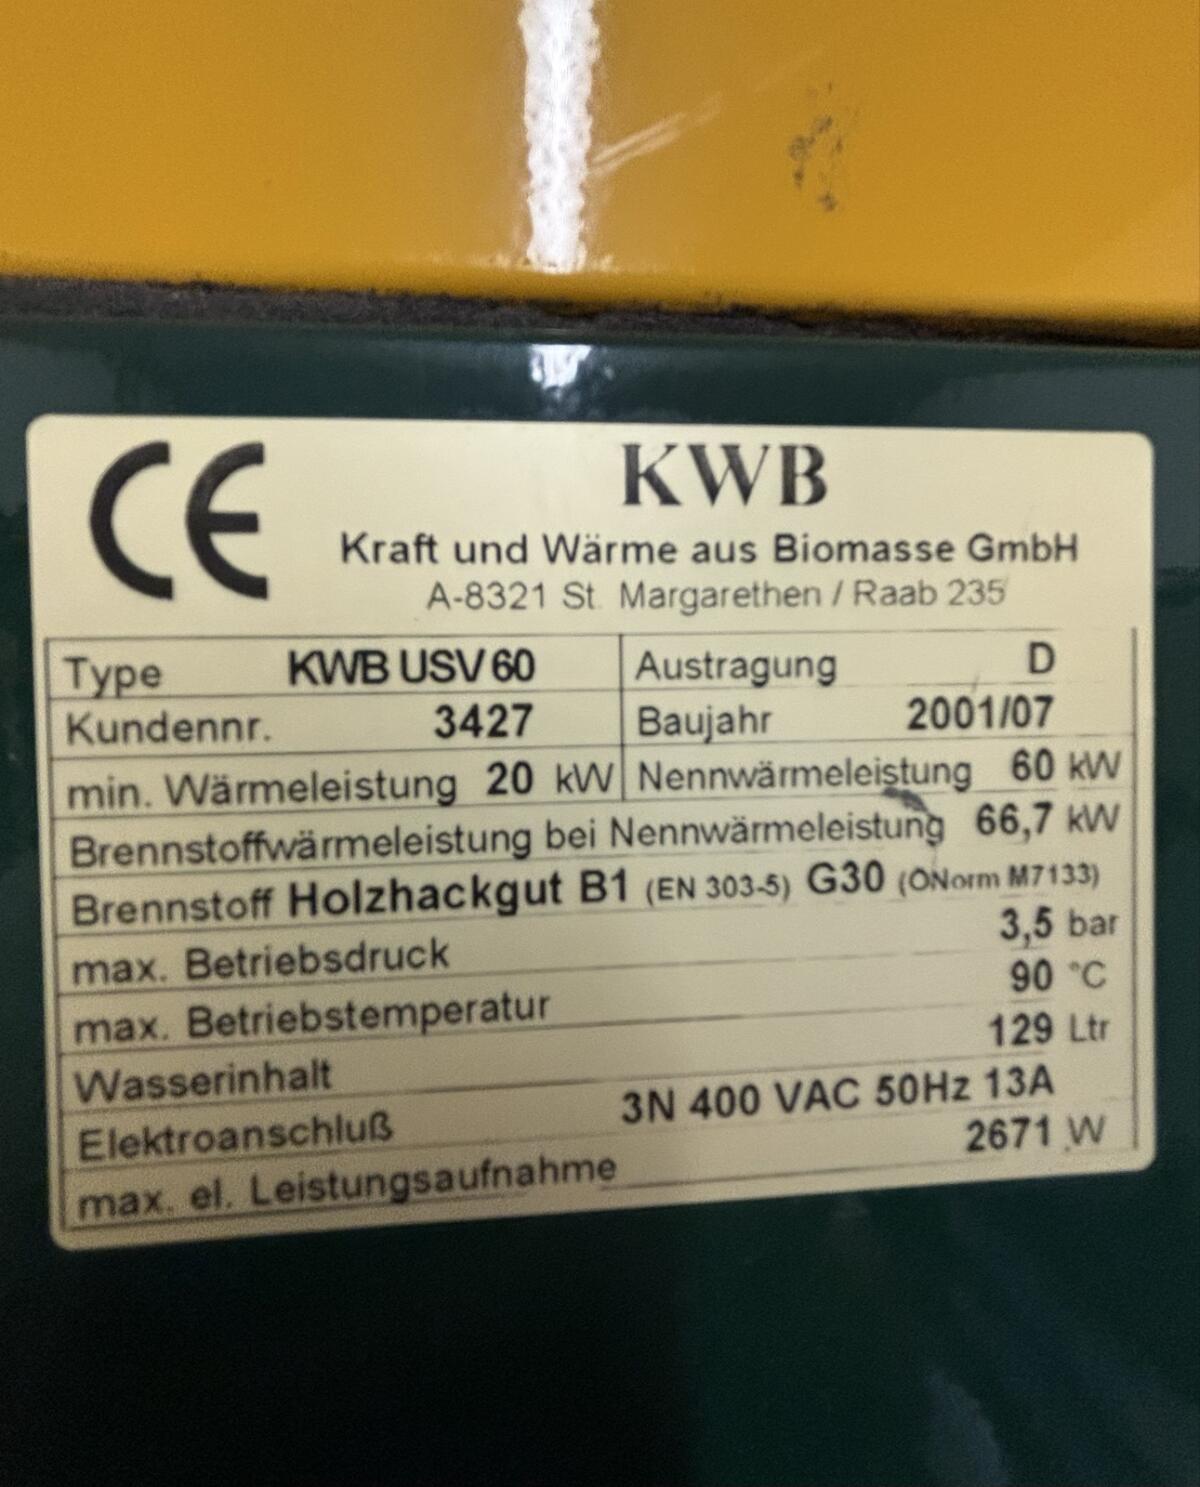 CE
KWB
Kraft und Wärme aus Biomasse GmbH
A-8321 St. Margarethen / Raab 235
Type KWB USV 60 Austragung D
Kundennr. 3427 Baujahr 2001/07
min. Wärmeleistung 20 kW Nennwärmeleistung 60 kW
Brennstoffwärmeleistung bei Nennwärmeleistung 66,7 kW
Brennstoff Holzhackgut B1 (EN 303-5) G30 (ÖNorm M7133)
max. Betriebsdruck 3,5 bar
max. Betriebstemperatur 90 °C
Wasserinhalt 129 Ltr
Elektroanschluß 3N 400 VAC 50Hz 13A
max. el. Leistungsaufnahme 2671 W